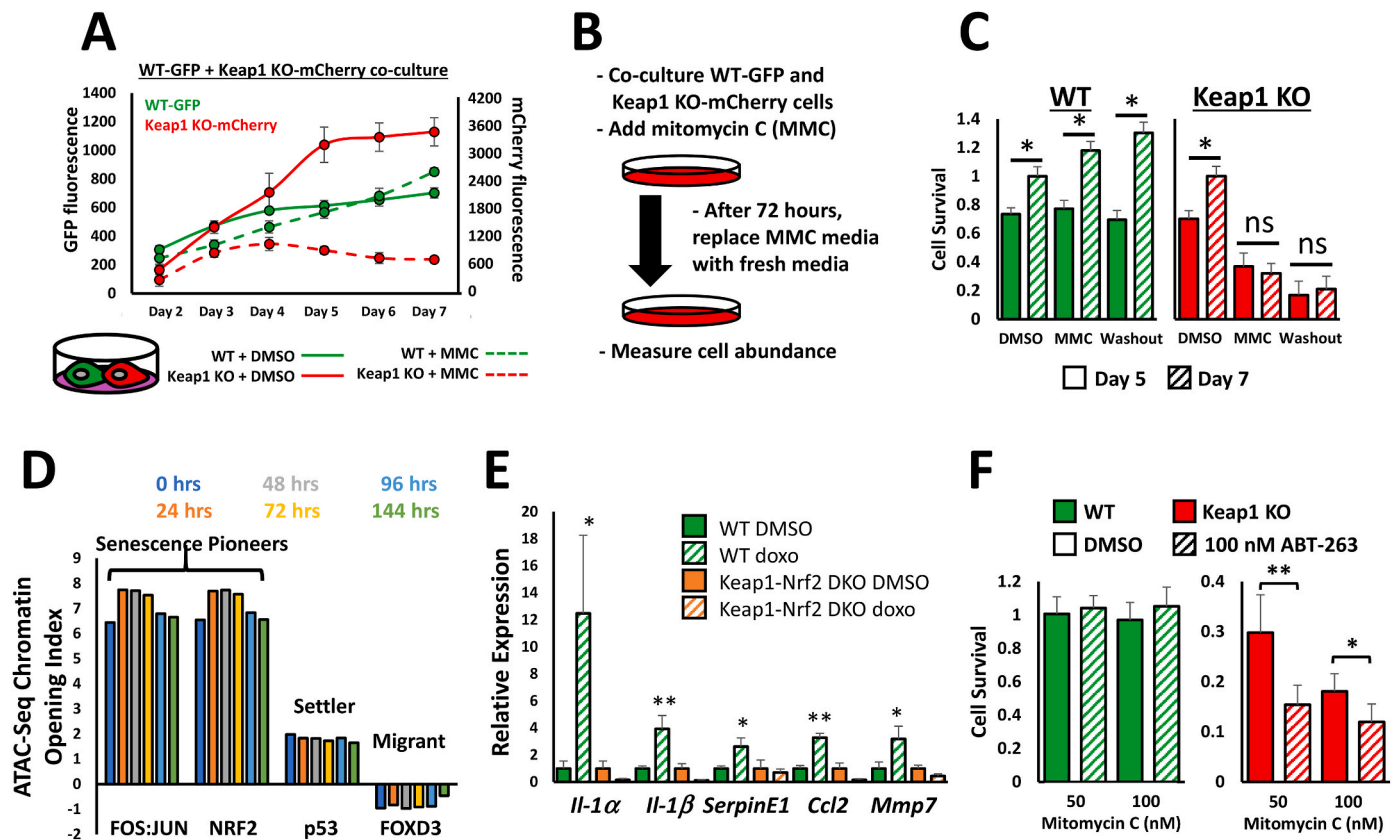 A
WT-GFP + Keap1 KO-mCherry co-culture
WT-GFP
Keap1 KO-mCherry
GFP fluorescence
1400
1200
1000
800
600
400
200
0
mCherry fluorescence
4200
3600
3000
2400
1800
1200
600
0
Day 2 Day 3 Day 4 Day 5 Day 6 Day 7
WT + DMSO
WT + MMC
Keap1 KO + DMSO
Keap1 KO + MMC
B
- Co-culture WT-GFP and
Keap1 KO-mCherry cells
- Add mitomycin C (MMC)
- After 72 hours,
replace MMC media
with fresh media
- Measure cell abundance
C
WT
Keap1 KO
Cell Survival
1.4
1.2
1
0.8
0.6
0.4
0.2
0
* * *
* ns ns
DMSO MMC Washout
DMSO MMC Washout
Day 5 Day 7
D
0 hrs 48 hrs 96 hrs
24 hrs 72 hrs 144 hrs
ATAC-Seq Chromatin
Opening Index
9
8
7
6
5
4
3
2
1
0
-1
-2
Senescence Pioneers
Settler
Migrant
FOS:JUN NRF2 p53 FOXD3
E
Relative Expression
20
18
16
14
12
10
8
6
4
2
0
WT DMSO
WT doxo
Keap1-Nrf2 DKO DMSO
Keap1-Nrf2 DKO doxo
* ** * ** *
Il-1α Il-1β SerpinE1 Ccl2 Mmp7
F
WT Keap1 KO
DMSO 100 nM ABT-263
Cell Survival
1.2
1
0.8
0.6
0.4
0.2
0
50 100
Mitomycin C (nM)
0.4
0.3
0.2
0.1
0
**
*
50 100
Mitomycin C (nM)